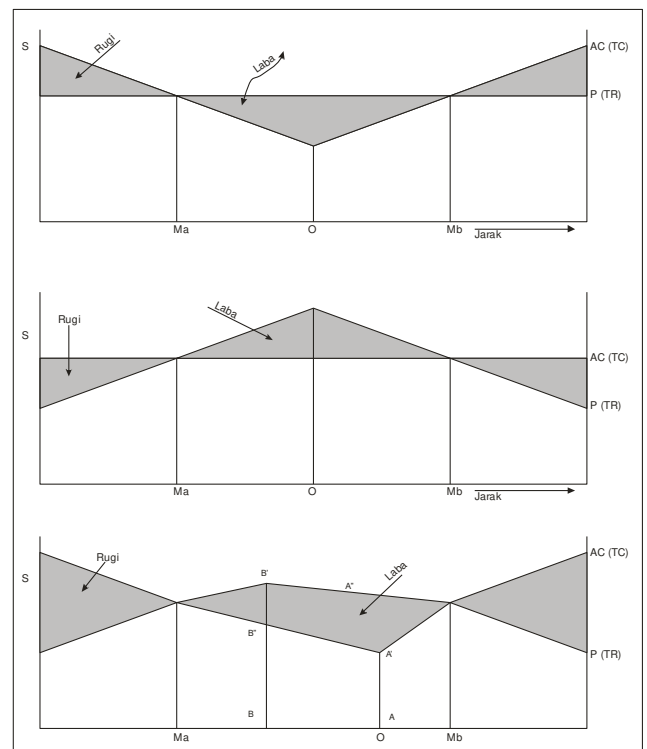 S
Rugi
Laba
AC (TC)
P (TR)
Ma
O
Mb
Jarak
S
Rugi
Laba
AC (TC)
P (TR)
Ma
O
Mb
Jarak
S
Rugi
B'
A"
Laba
AC (TC)
B"
A'
P (TR)
B
A
Ma
O
Mb